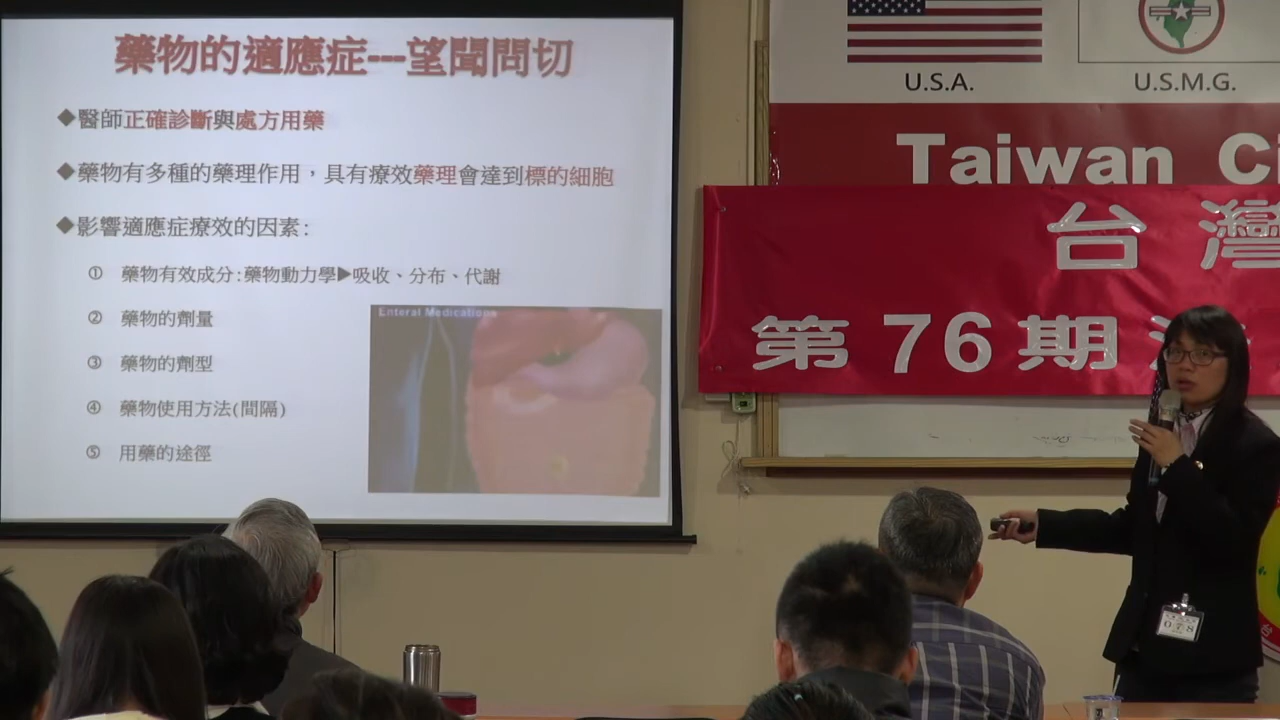 藥物的適應症---望聞問切
◆醫師正確診斷與處方用藥
◆藥物有多種的藥理作用，具有療效藥理會達到標的細胞
◆影響適應症療效的因素:
① 藥物有效成分:藥物動力學▶吸收、分布、代謝
② 藥物的劑量
③ 藥物的劑型
④ 藥物使用方法(間隔)
⑤ 用藥的途徑
Enteral Medications
U.S.A.
U.S.M.G.
Taiwan Ci
台灣
第76期
078